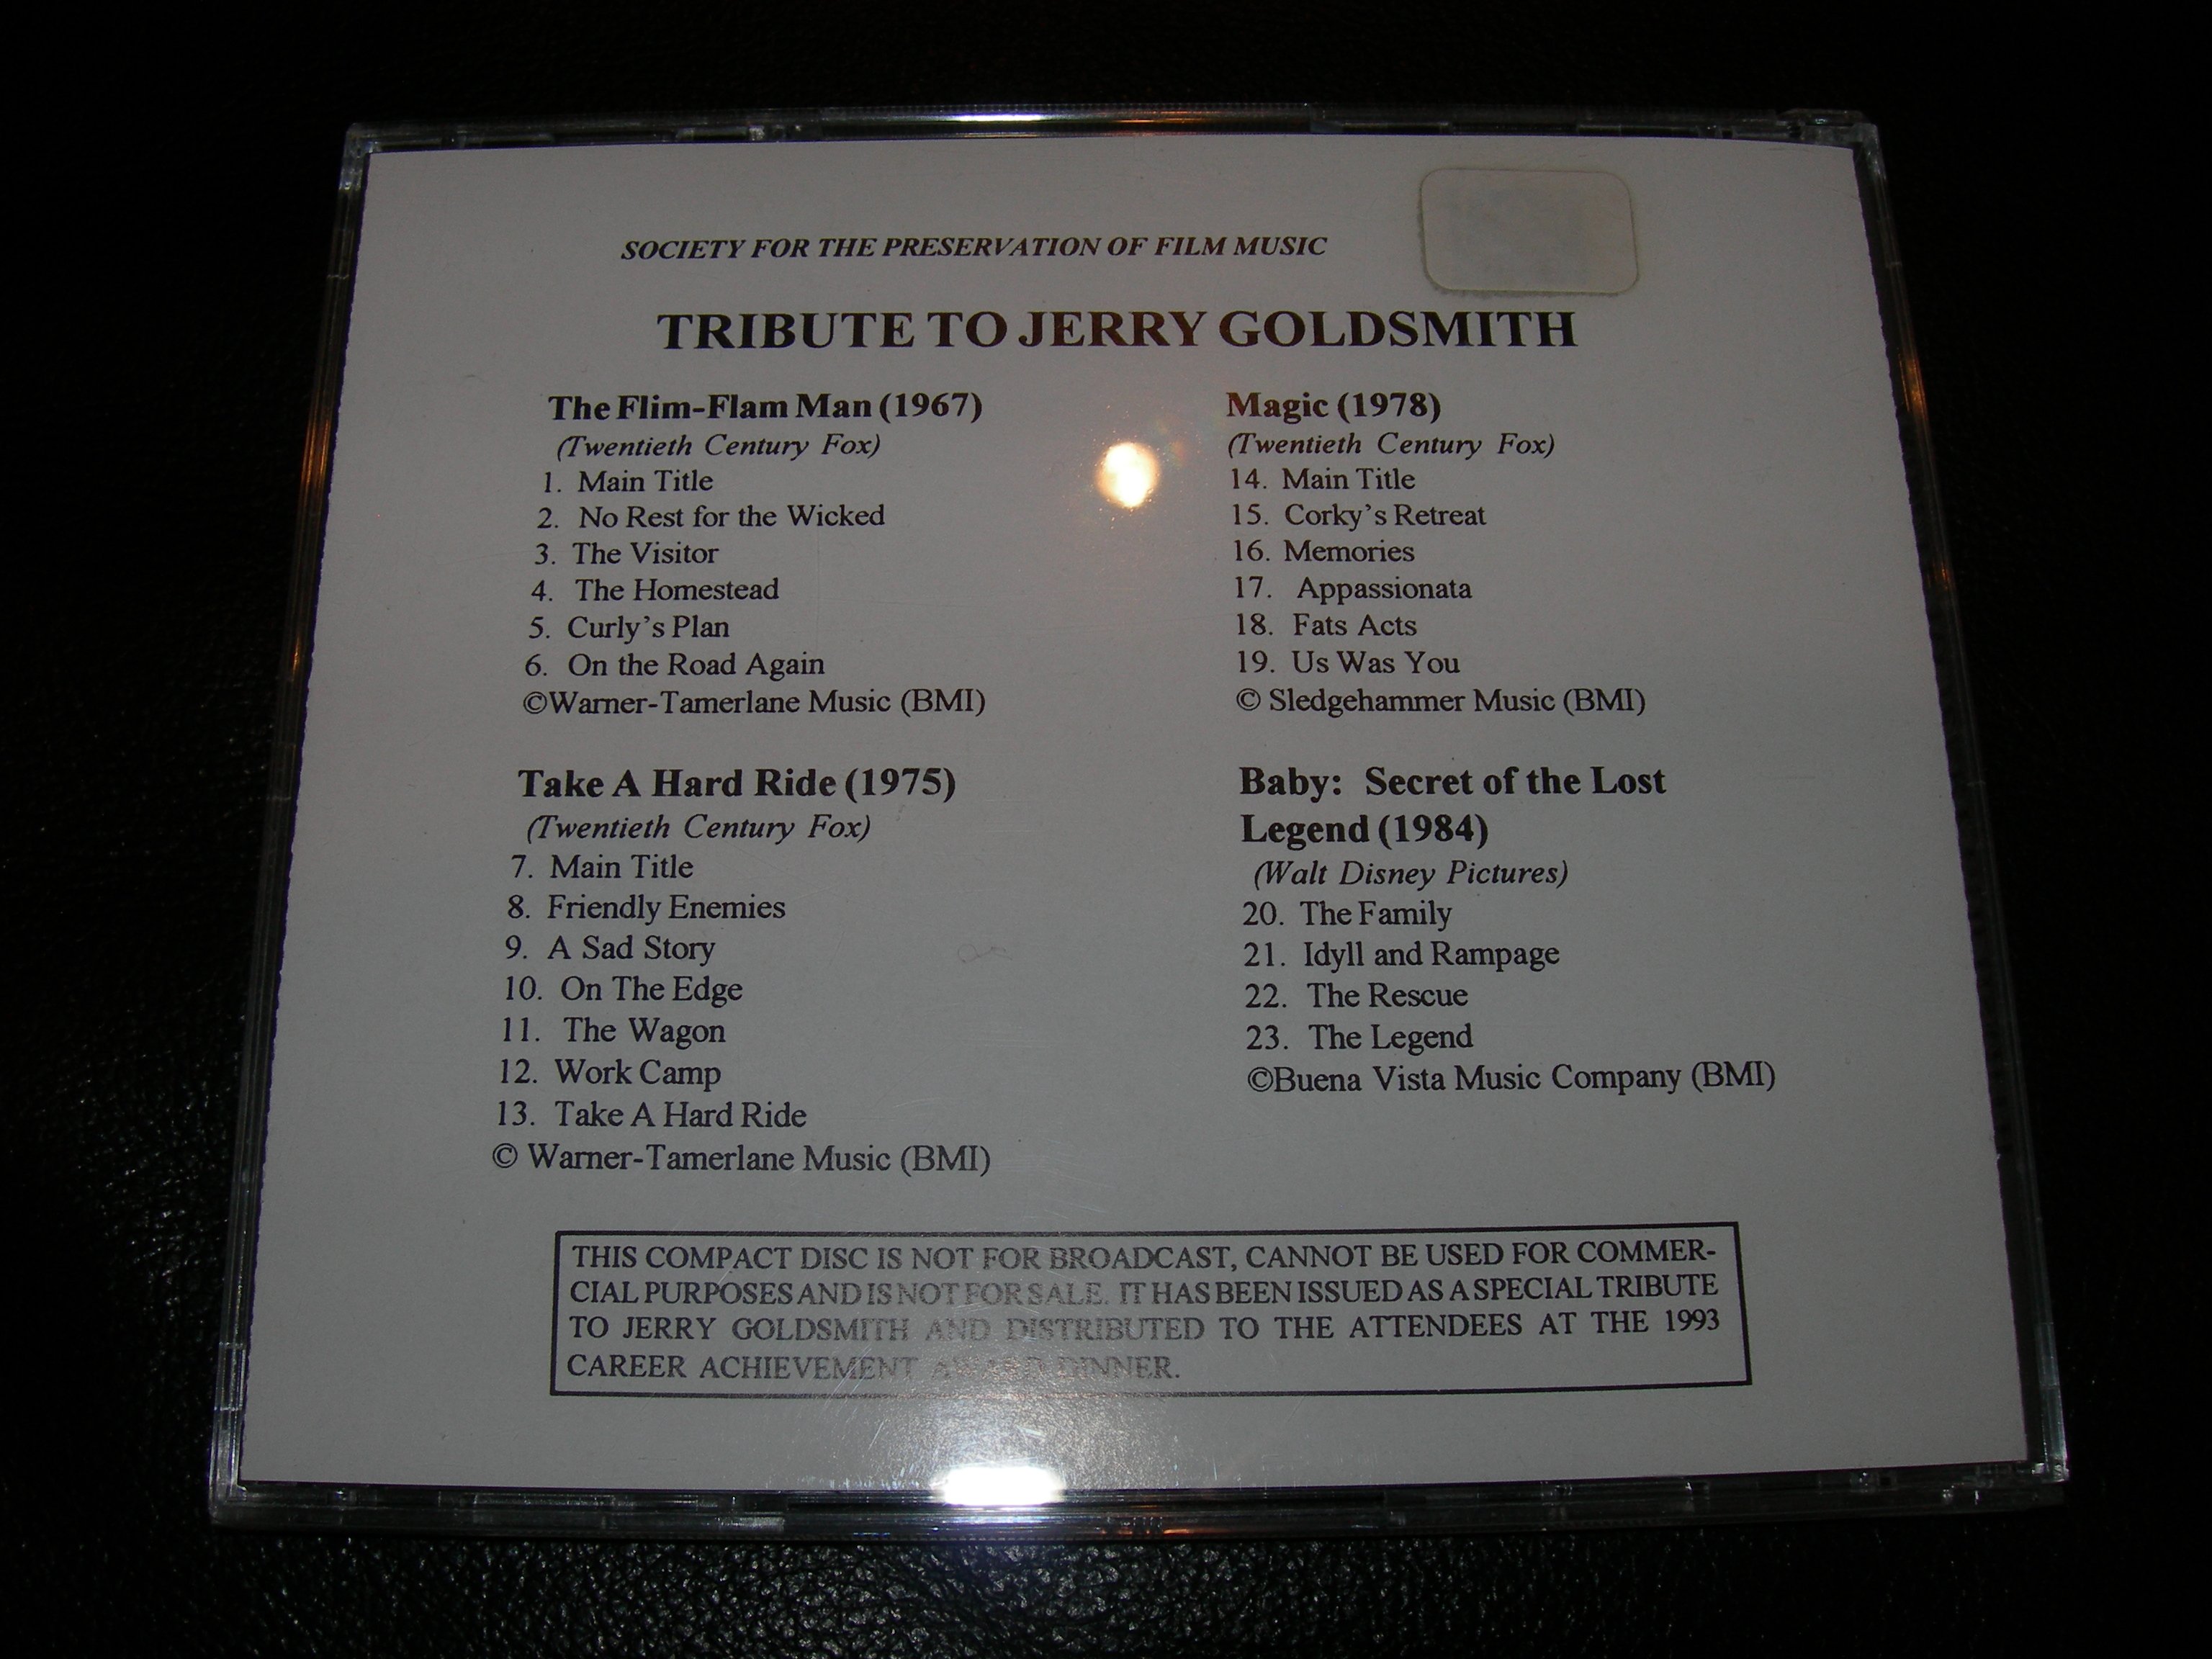 SOCIETY FOR THE PRESERVATION OF FILM MUSIC
TRIBUTE TO JERRY GOLDSMITH
The Flim-Flam Man (1967)
(Twentieth Century Fox)
1. Main Title
2. No Rest for the Wicked
3. The Visitor
4. The Homestead
5. Curly's Plan
6. On the Road Again
©Warner-Tamerlane Music (BMI)
Take A Hard Ride (1975)
(Twentieth Century Fox)
7. Main Title
8. Friendly Enemies
9. A Sad Story
10. On The Edge
11. The Wagon
12. Work Camp
13. Take A Hard Ride
© Warner-Tamerlane Music (BMI)
Magic (1978)
(Twentieth Century Fox)
14. Main Title
15. Corky's Retreat
16. Memories
17. Appassionata
18. Fats Acts
19. Us Was You
© Sledgehammer Music (BMI)
Baby: Secret of the Lost
Legend (1984)
(Walt Disney Pictures)
20. The Family
21. Idyll and Rampage
22. The Rescue
23. The Legend
©Buena Vista Music Company (BMI)
THIS COMPACT DISC IS NOT FOR BROADCAST, CANNOT BE USED FOR COMMER-
CIAL PURPOSES AND IS NOT FOR SALE. IT HAS BEEN ISSUED AS A SPECIAL TRIBUTE
TO JERRY GOLDSMITH AND DISTRIBUTED TO THE ATTENDEES AT THE 1993
CAREER ACHIEVEMENT AWARD DINNER.